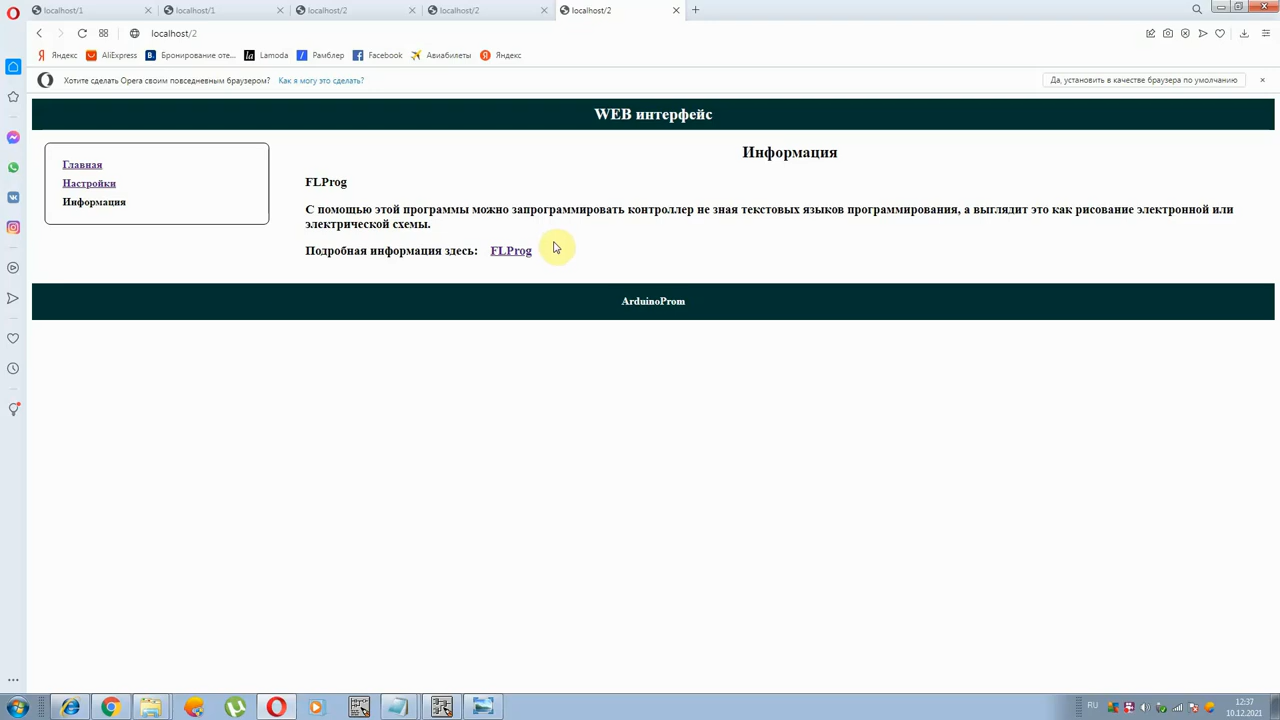 localhost/1
localhost/1
localhost/2
localhost/2
localhost/2
localhost/2
Яндекс
AliExpress
Бронирование оте...
Lamoda
Рамблер
Facebook
Авиабилеты
Яндекс
Хотите сделать Opera своим повседневным браузером? Как я могу это сделать?
Да, установить в качестве браузера по умолчанию
WEB интерфейс
Главная
Настройки
Информация
Информация
FLProg
С помощью этой программы можно запрограммировать контроллер не зная текстовых языков программирования, а выглядит это как рисование электронной или
электрической схемы.
Подробная информация здесь: FLProg
ArduinoProm
RU
12:37
10.12.2021